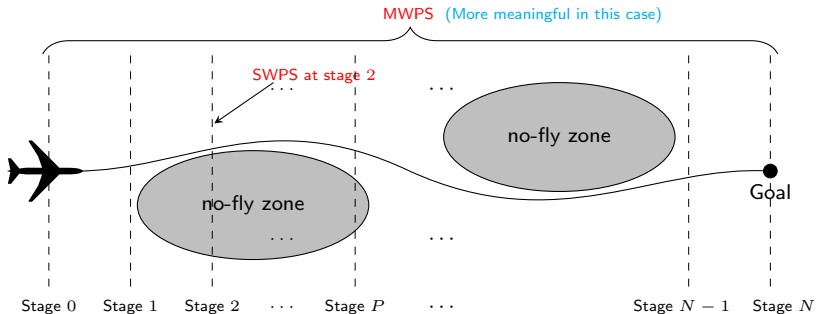 MWPS (More meaningful in this case)
SWPS at stage 2
... ...
no-fly zone
no-fly zone
Goal
... ...
Stage 0 Stage 1 Stage 2 ... Stage P ... Stage N − 1 Stage N